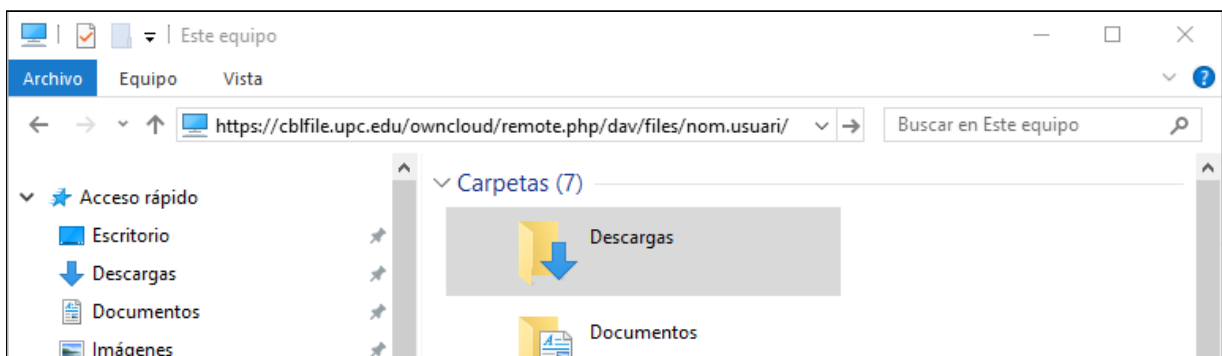 Este equipo
Archivo Equipo Vista
https://cblfile.upc.edu/owncloud/remote.php/dav/files/nom.usuari/ Buscar en Este equipo
Acceso rápido
Escritorio
Descargas
Documentos
Imágenes
Carpetas (7)
Descargas
Documentos